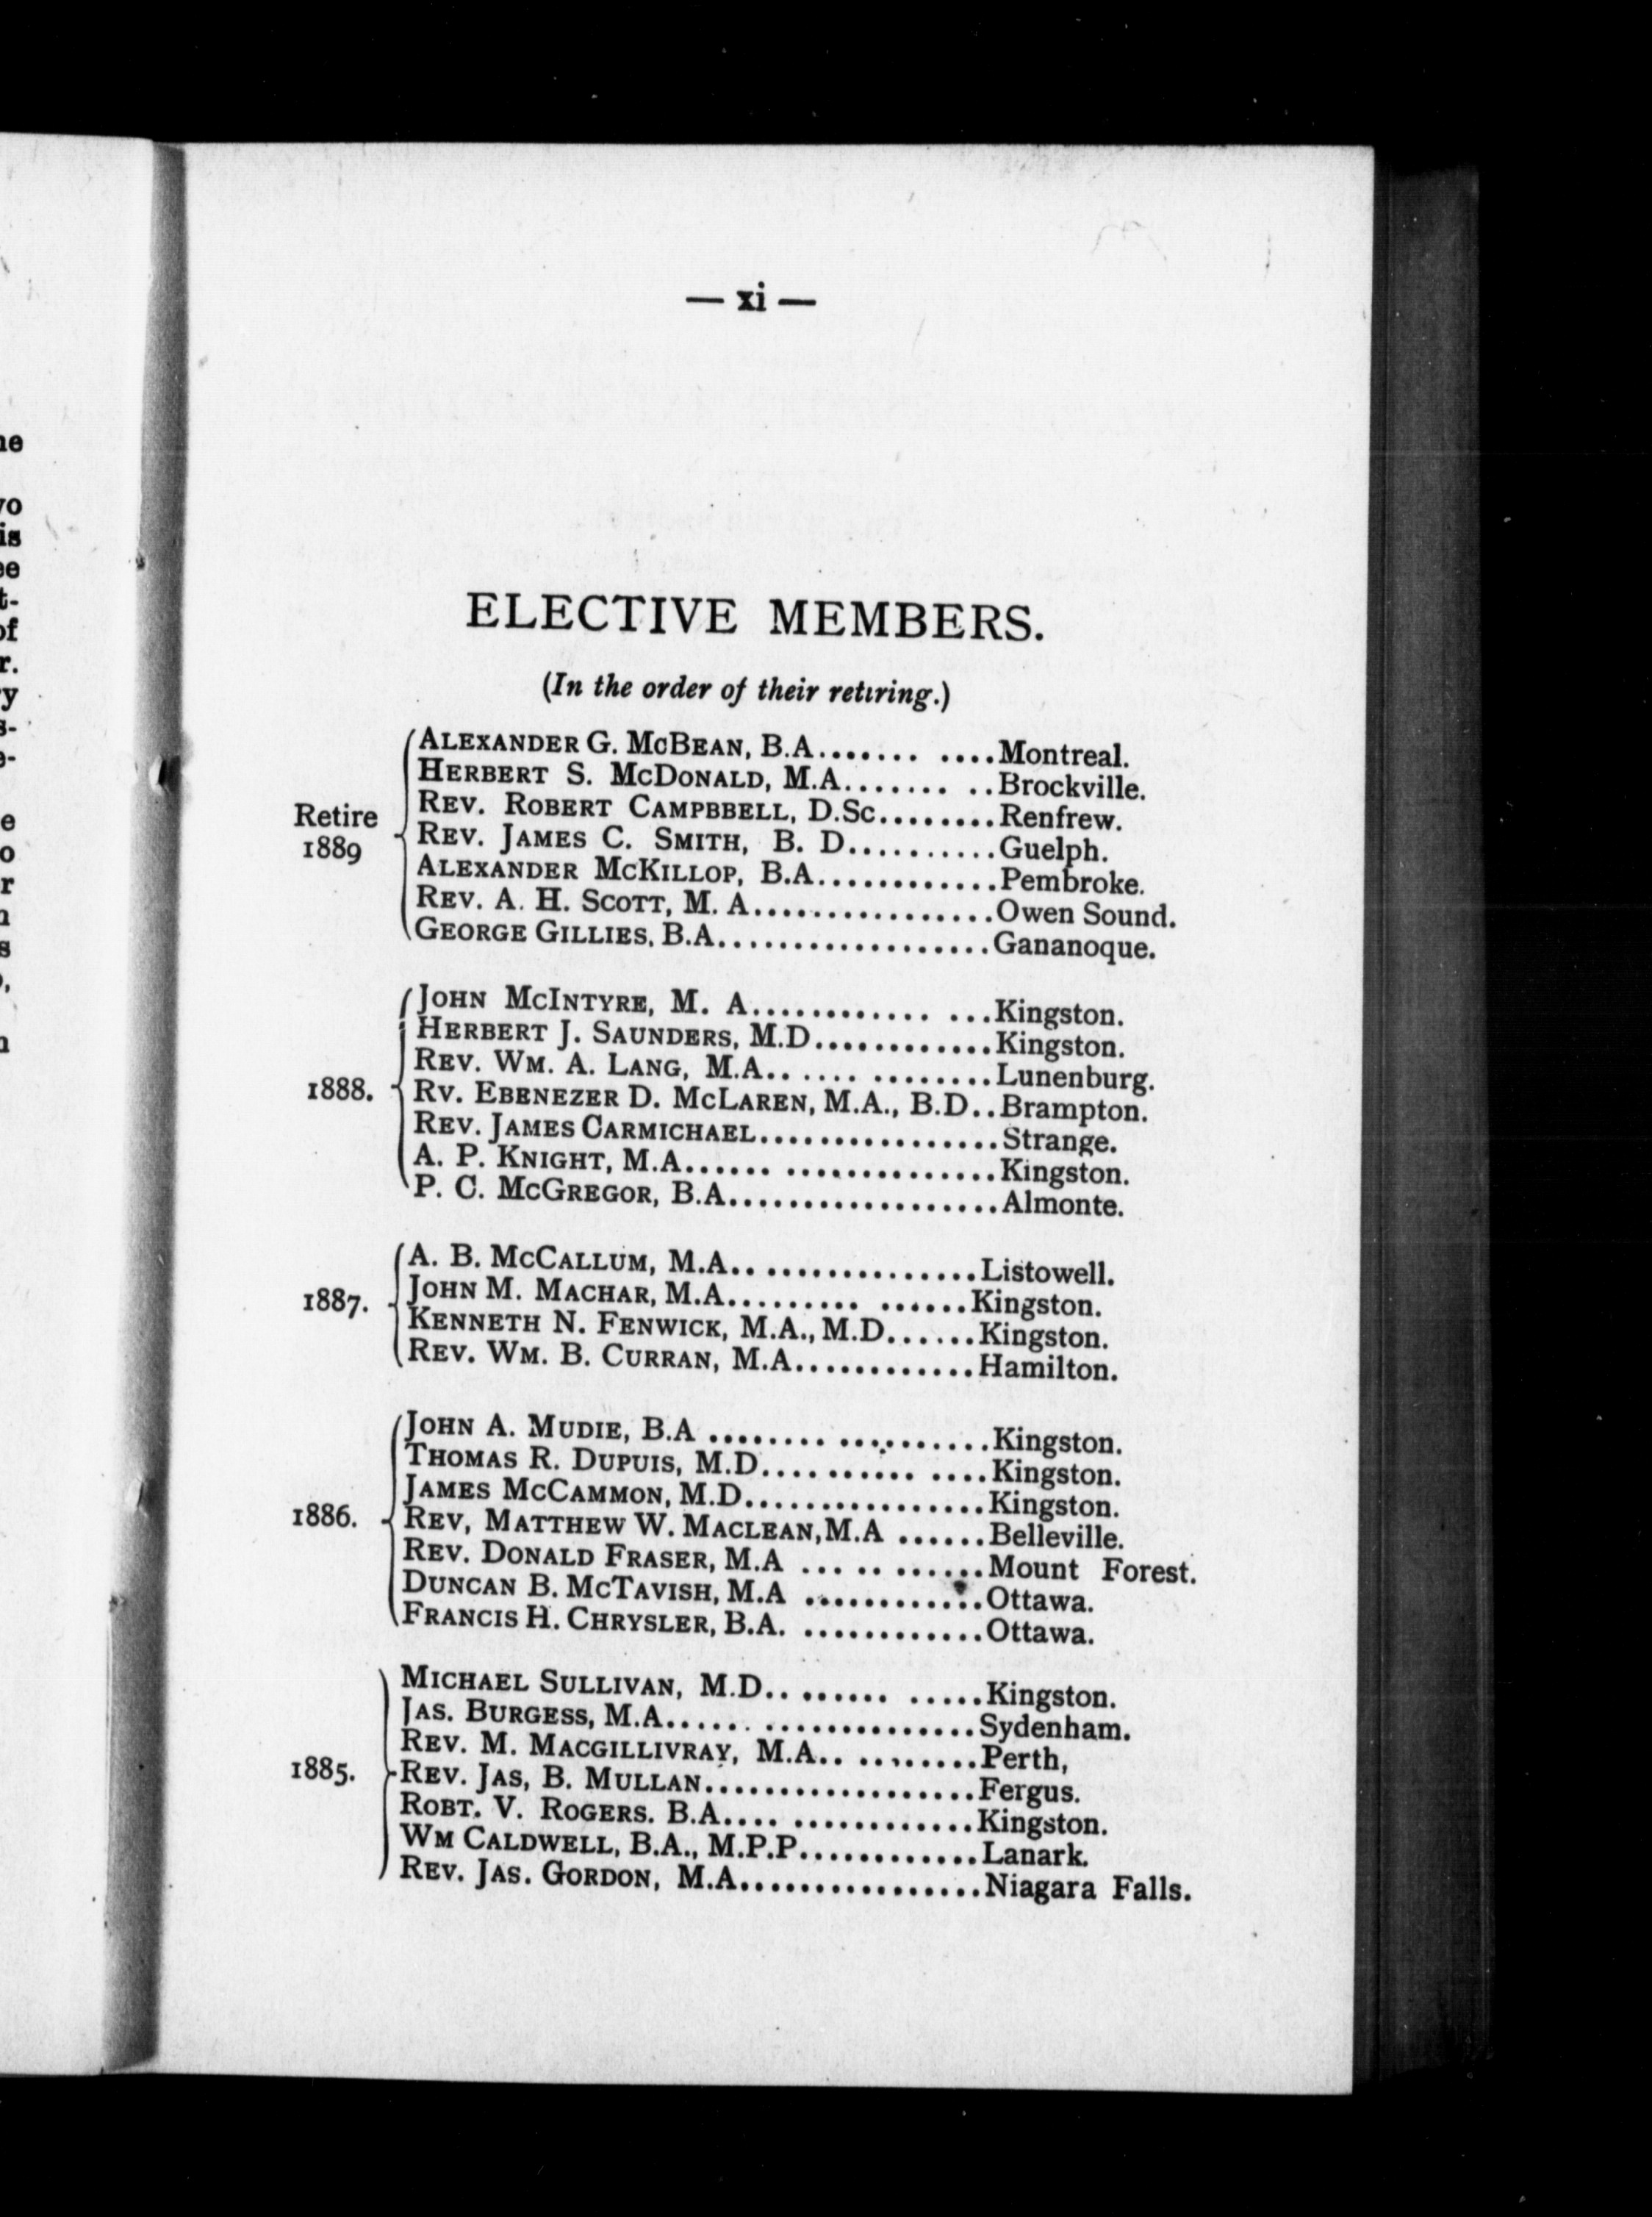 — xi —
ELECTIVE MEMBERS.
(In the order of their retiring.)
Retire 1889
ALEXANDER G. MCBEAN, B.A....... ....Montreal.
HERBERT S. MCDONALD, M.A....... ..Brockville.
REV. ROBERT CAMPBBELL, D.Sc........Renfrew.
REV. JAMES C. SMITH, B. D..........Guelph.
ALEXANDER MCKILLOP, B.A............Pembroke.
REV. A. H. SCOTT, M. A................Owen Sound.
GEORGE GILLIES, B.A..................Gananoque.
1888.
JOHN MCINTYRE, M. A............ ...Kingston.
HERBERT J. SAUNDERS, M.D............Kingston.
REV. WM. A. LANG, M.A.. .... ........Lunenburg.
RV. EBENEZER D. MCLAREN, M.A., B.D..Brampton.
REV. JAMES CARMICHAEL................Strange.
A. P. KNIGHT, M.A...... ..............Kingston.
P. C. MCGREGOR, B.A..................Almonte.
1887.
A. B. MCCALLUM, M.A.. ..............Listowell.
JOHN M. MACHAR, M.A......... ......Kingston.
KENNETH N. FENWICK, M.A., M.D......Kingston.
REV. WM. B. CURRAN, M.A............Hamilton.
1886.
JOHN A. MUDIE, B.A ........ ..........Kingston.
THOMAS R. DUPUIS, M.D.... ...... ....Kingston.
JAMES MCCAMMON, M.D................Kingston.
REV, MATTHEW W. MACLEAN,M.A ......Belleville.
REV. DONALD FRASER, M.A ... .. ......Mount Forest.
DUNCAN B. MCTAVISH, M.A ............Ottawa.
FRANCIS H. CHRYSLER, B.A. ............Ottawa.
1885.
MICHAEL SULLIVAN, M.D.. ...... .....Kingston.
JAS. BURGESS, M.A...... ..............Sydenham.
REV. M. MACGILLIVRAY, M.A.. ........Perth,
REV. JAS, B. MULLAN..................Fergus.
ROBT. V. ROGERS. B.A.... ............Kingston.
WM CALDWELL, B.A., M.P.P............Lanark.
REV. JAS. GORDON, M.A................Niagara Falls.